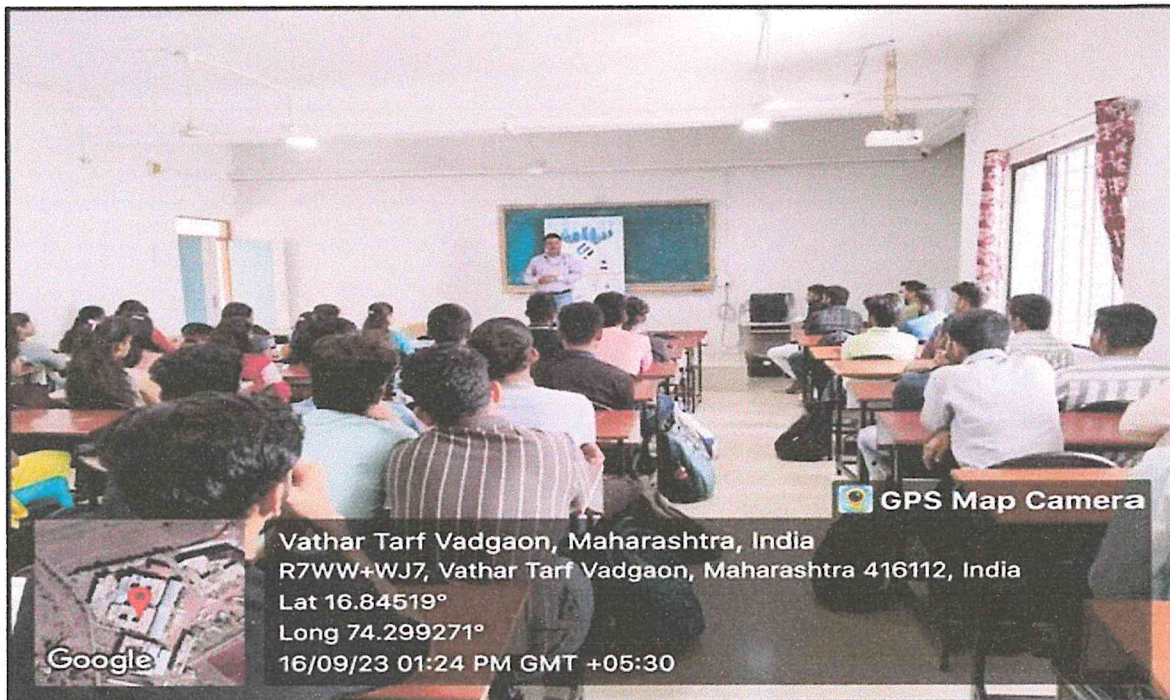 GPS Map Camera
Vathar Tarf Vadgaon, Maharashtra, India
R7WW+WJ7, Vathar Tarf Vadgaon, Maharashtra 416112, India
Lat 16.84519°
Long 74.299271°
16/09/23 01:24 PM GMT +05:30
Google